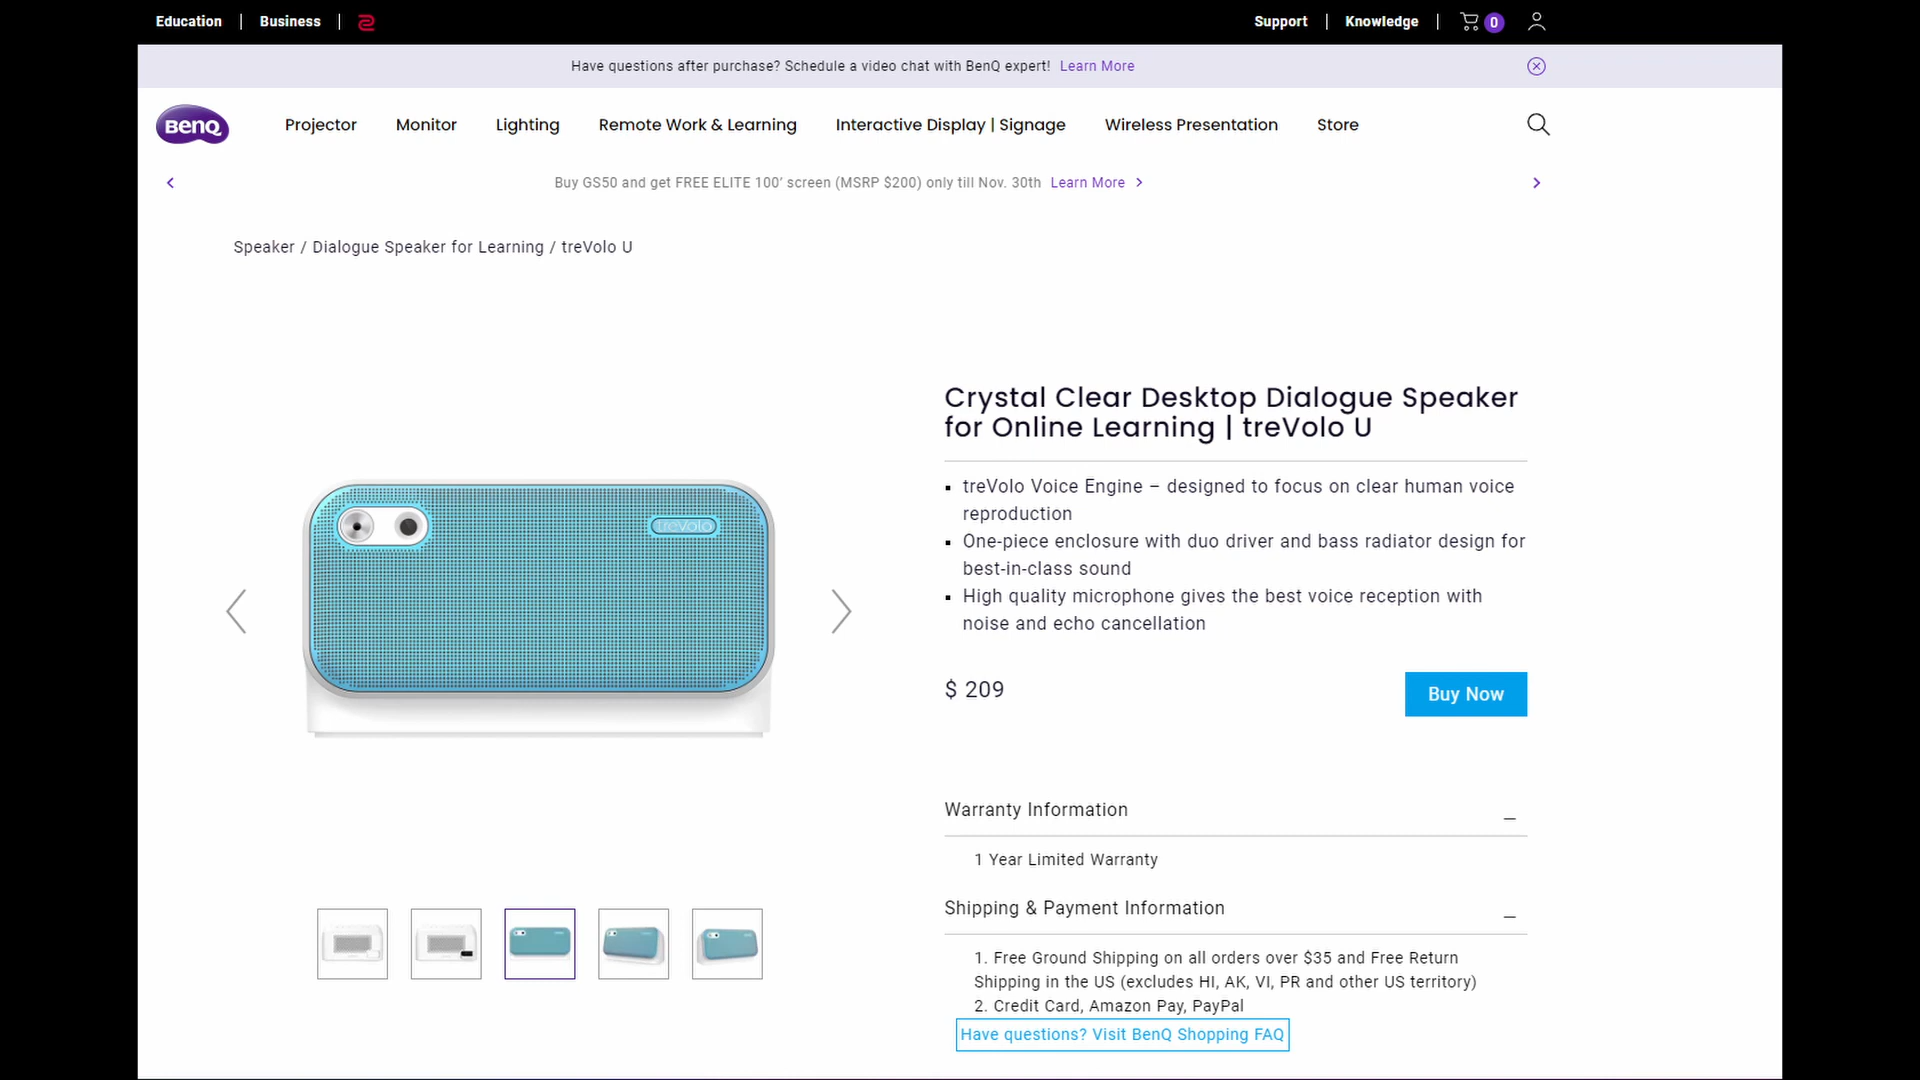 Education
Business
Support
Knowledge
0
Have questions after purchase? Schedule a video chat with BenQ expert! Learn More
BenQ
Projector
Monitor
Lighting
Remote Work & Learning
Interactive Display | Signage
Wireless Presentation
Store
Buy GS50 and get FREE ELITE 100’ screen (MSRP $200) only till Nov. 30th Learn More
Speaker / Dialogue Speaker for Learning / treVolo U
Crystal Clear Desktop Dialogue Speaker
for Online Learning | treVolo U
treVolo
▪ treVolo Voice Engine – designed to focus on clear human voice
reproduction
▪ One-piece enclosure with duo driver and bass radiator design for
best-in-class sound
▪ High quality microphone gives the best voice reception with
noise and echo cancellation
$ 209
Buy Now
Warranty Information
1 Year Limited Warranty
Shipping & Payment Information
1. Free Ground Shipping on all orders over $35 and Free Return
Shipping in the US (excludes HI, AK, VI, PR and other US territory)
2. Credit Card, Amazon Pay, PayPal
Have questions? Visit BenQ Shopping FAQ